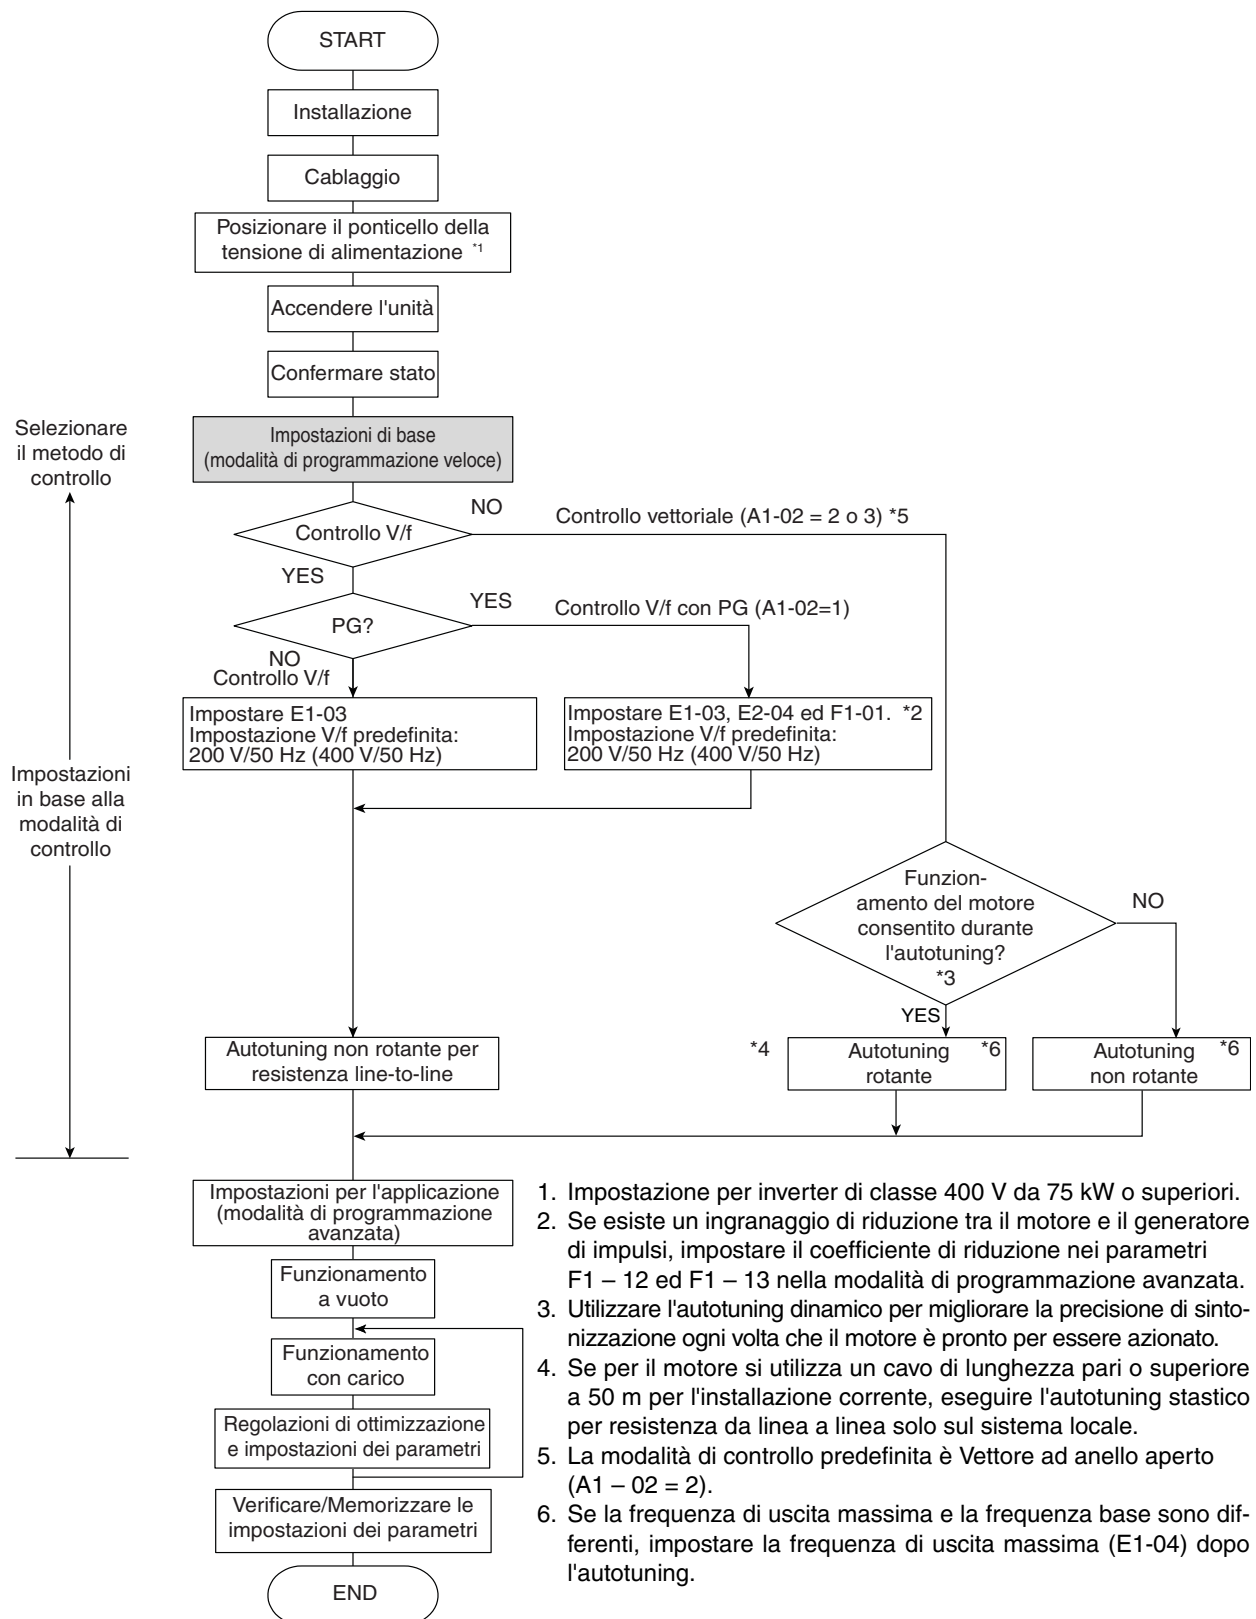 START
Installazione
Cablaggio
Posizionare il ponticello della
tensione di alimentazione *1
Accendere l'unità
Confermare stato
Selezionare
il metodo di
controllo
Impostazioni di base
(modalità di programmazione veloce)
NO
Controllo vettoriale (A1-02 = 2 o 3) *5
Controllo V/f
YES
YES
Controllo V/f con PG (A1-02=1)
PG?
NO
Controllo V/f
Impostare E1-03
Impostazione V/f predefinita:
200 V/50 Hz (400 V/50 Hz)
Impostare E1-03, E2-04 ed F1-01. *2
Impostazione V/f predefinita:
200 V/50 Hz (400 V/50 Hz)
Impostazioni
in base alla
modalità di
controllo
Funzion-
amento del motore
consentito durante
l'autotuning?
*3
NO
YES
Autotuning non rotante per
resistenza line-to-line
*4
Autotuning *6
rotante
Autotuning *6
non rotante
Impostazioni per l'applicazione
(modalità di programmazione
avanzata)
Funzionamento
a vuoto
Funzionamento
con carico
Regolazioni di ottimizzazione
e impostazioni dei parametri
Verificare/Memorizzare le
impostazioni dei parametri
END
1. Impostazione per inverter di classe 400 V da 75 kW o superiori.
2. Se esiste un ingranaggio di riduzione tra il motore e il generatore
di impulsi, impostare il coefficiente di riduzione nei parametri
F1 – 12 ed F1 – 13 nella modalità di programmazione avanzata.
3. Utilizzare l'autotuning dinamico per migliorare la precisione di sinto-
nizzazione ogni volta che il motore è pronto per essere azionato.
4. Se per il motore si utilizza un cavo di lunghezza pari o superiore
a 50 m per l'installazione corrente, eseguire l'autotuning stastico
per resistenza da linea a linea solo sul sistema locale.
5. La modalità di controllo predefinita è Vettore ad anello aperto
(A1 – 02 = 2).
6. Se la frequenza di uscita massima e la frequenza base sono dif-
ferenti, impostare la frequenza di uscita massima (E1-04) dopo
l'autotuning.